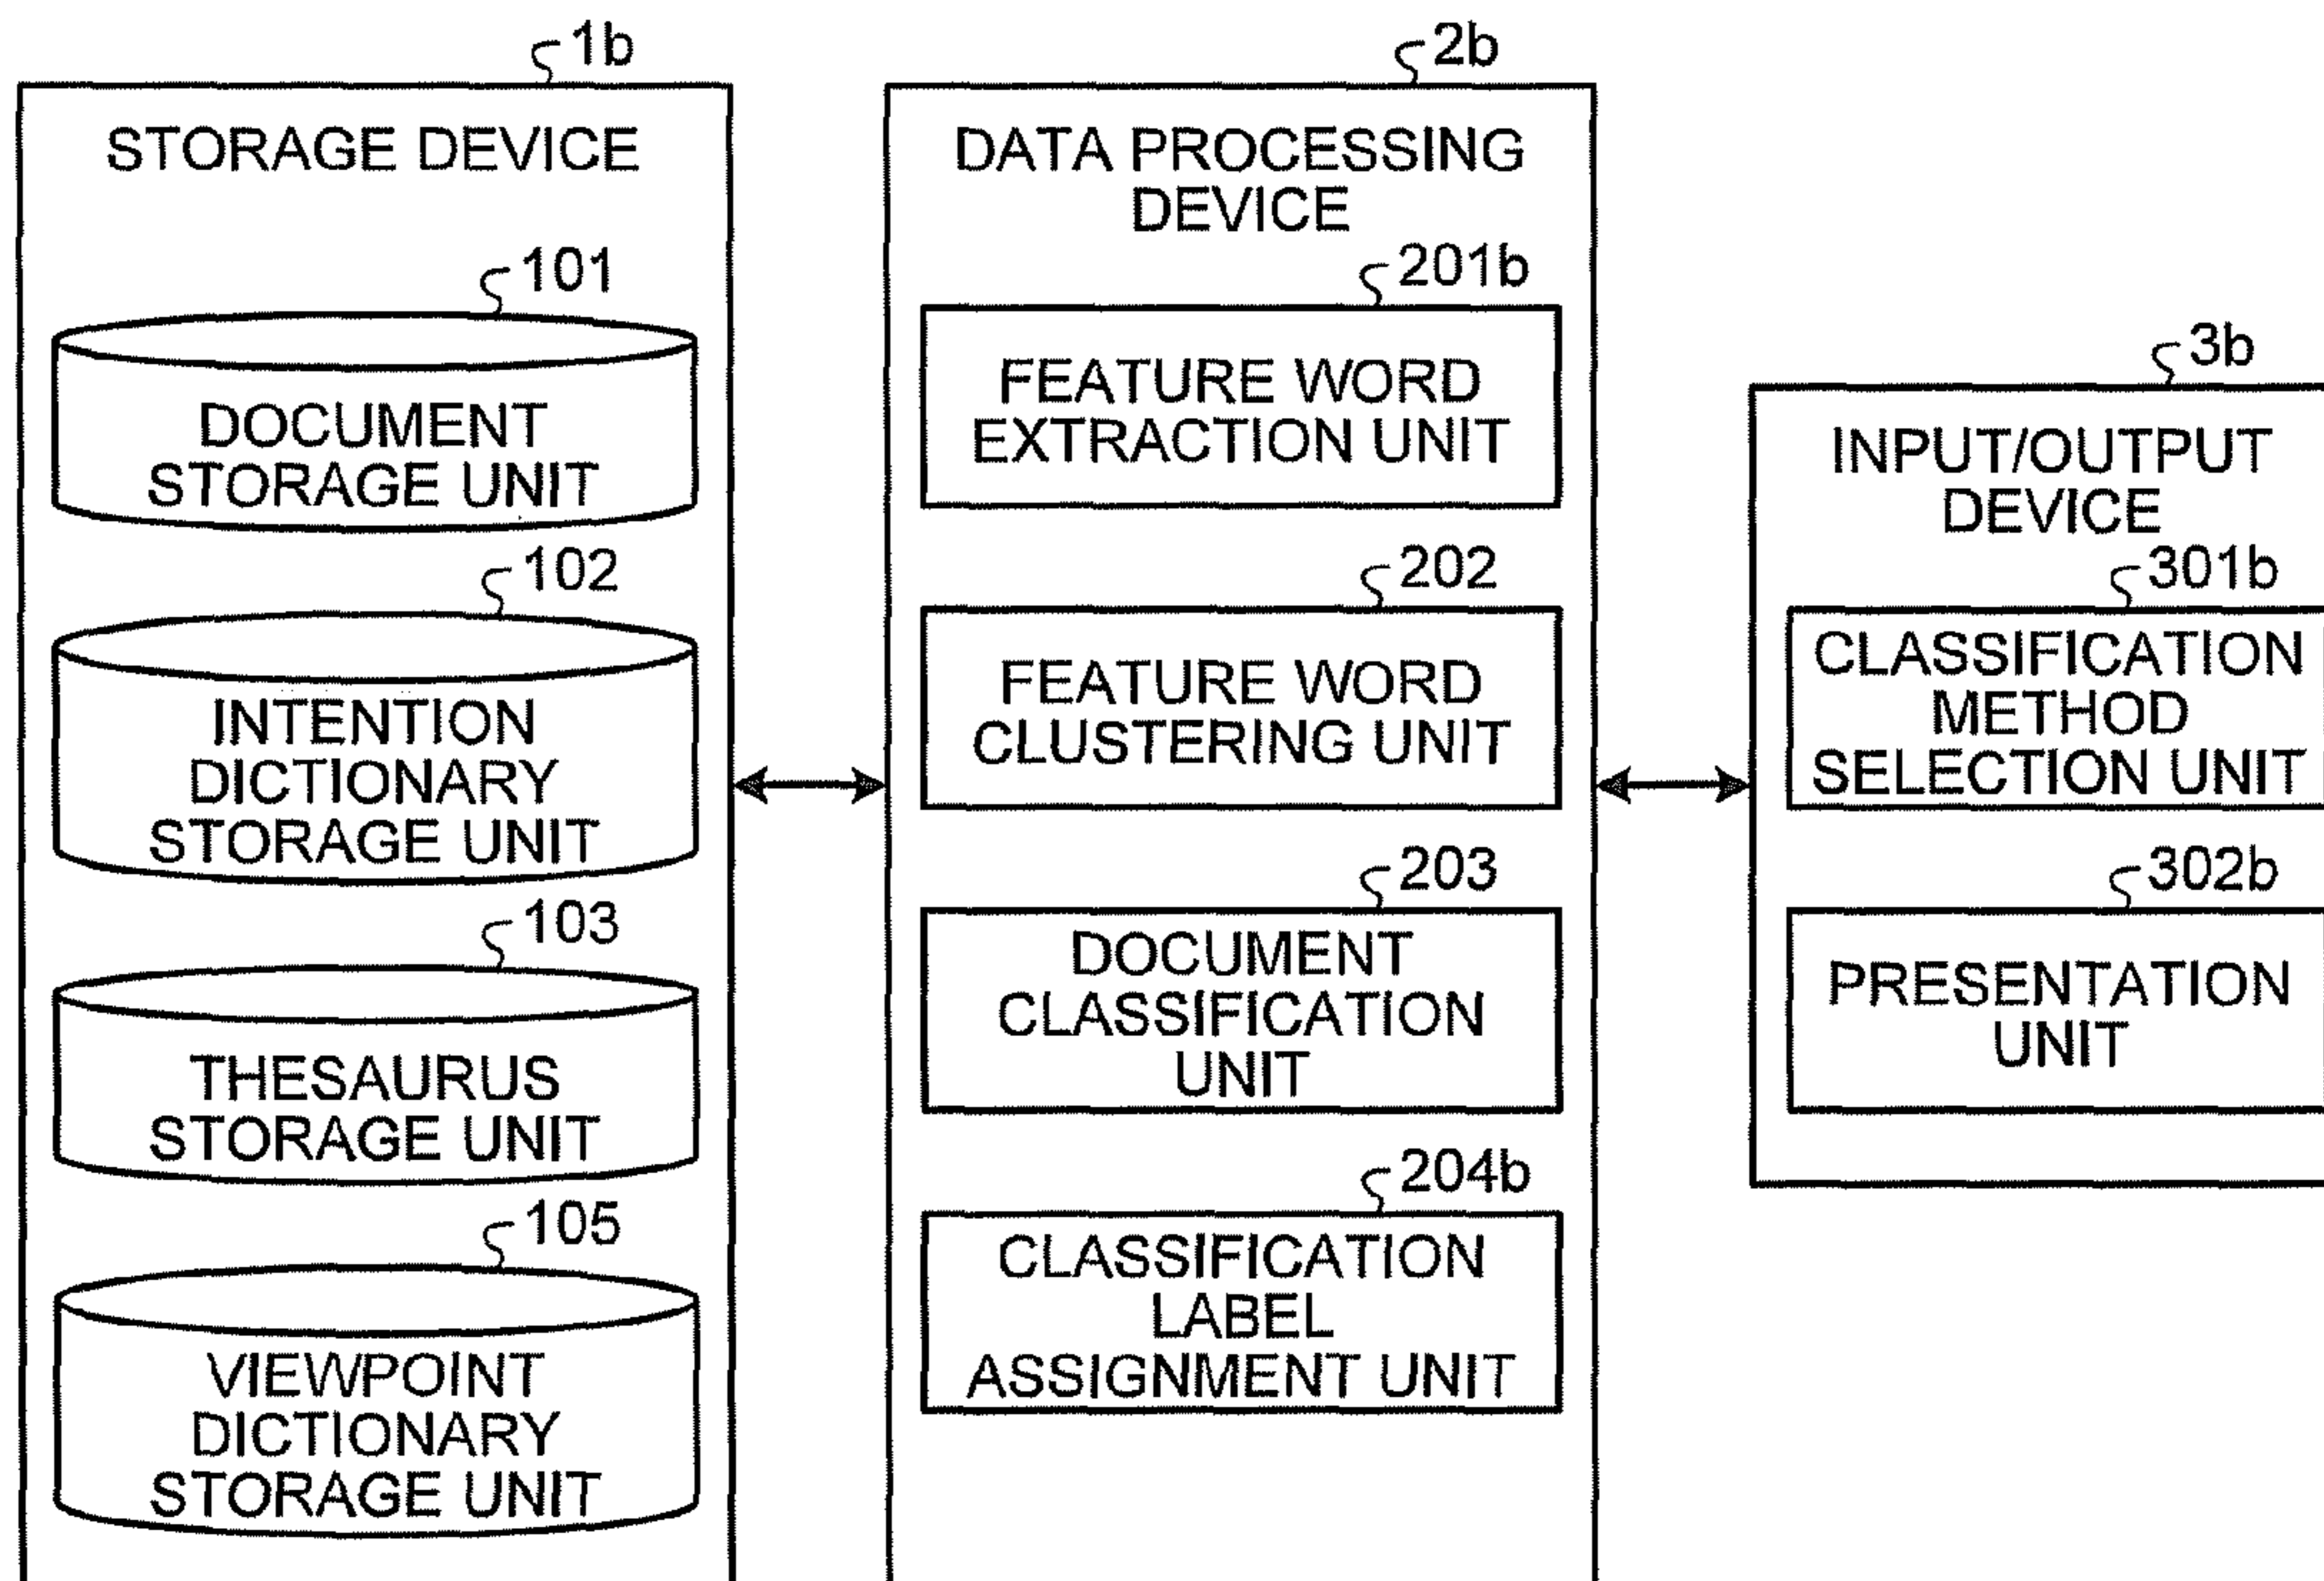 1b
STORAGE DEVICE
101
DOCUMENT
STORAGE UNIT
102
INTENTION
DICTIONARY
STORAGE UNIT
103
THESAURUS
STORAGE UNIT
105
VIEWPOINT
DICTIONARY
STORAGE UNIT
2b
DATA PROCESSING
DEVICE
201b
FEATURE WORD
EXTRACTION UNIT
202
FEATURE WORD
CLUSTERING UNIT
203
DOCUMENT
CLASSIFICATION
UNIT
204b
CLASSIFICATION
LABEL
ASSIGNMENT UNIT
3b
INPUT/OUTPUT
DEVICE
301b
CLASSIFICATION
METHOD
SELECTION UNIT
302b
PRESENTATION
UNIT